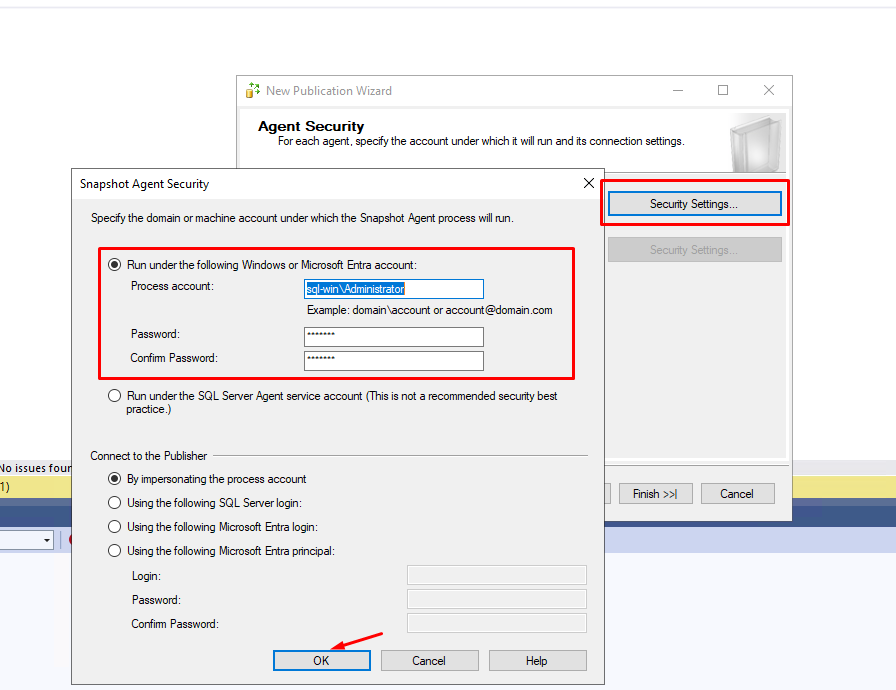 New Publication Wizard
Agent Security
For each agent, specify the account under which it will run and its connection settings.
Security Settings...
Security Settings...
Snapshot Agent Security
Specify the domain or machine account under which the Snapshot Agent process will run.
Run under the following Windows or Microsoft Entra account:
Process account:
sql-win\Administrator
Example: domain\account or account@domain.com
Password:
*******
Confirm Password:
*******
Run under the SQL Server Agent service account (This is not a recommended security best
practice.)
Connect to the Publisher
By impersonating the process account
Using the following SQL Server login:
Using the following Microsoft Entra login:
Using the following Microsoft Entra principal:
Login:
Password:
Confirm Password:
OK
Cancel
Help
Finish >>|
Cancel
No issues four
1)